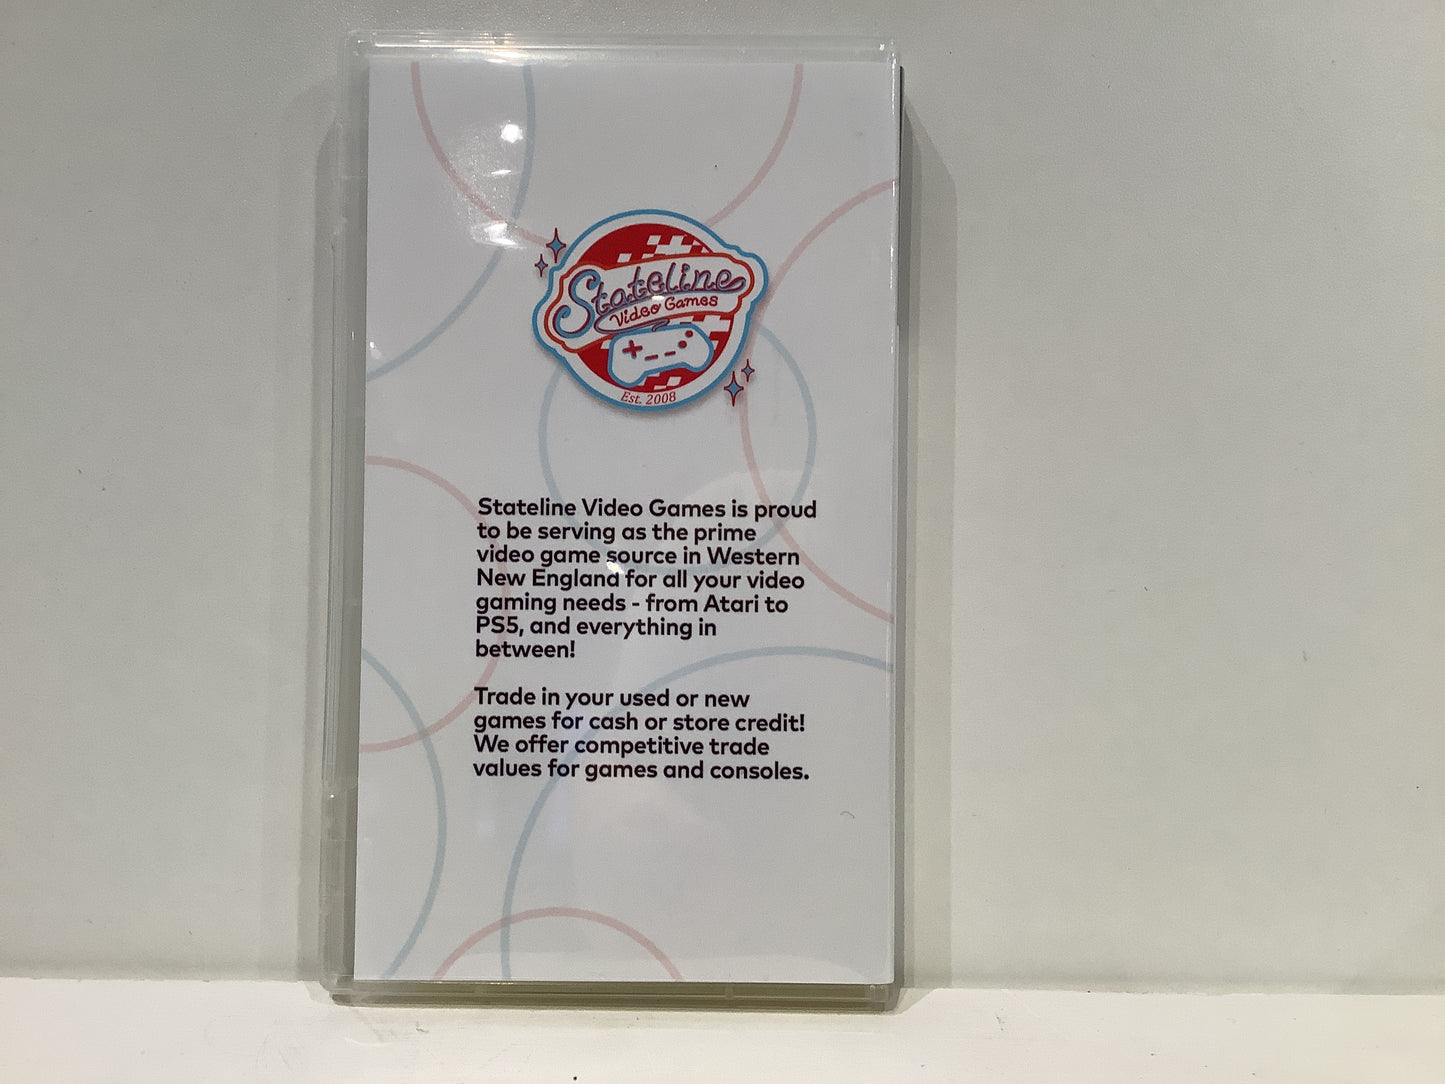 Stateline
Video Games
Est. 2008
Stateline Video Games is proud
to be serving as the prime
video game source in Western
New England for all your video
gaming needs - from Atari to
PS5, and everything in
between!
Trade in your used or new
games for cash or store credit!
We offer competitive trade
values for games and consoles.